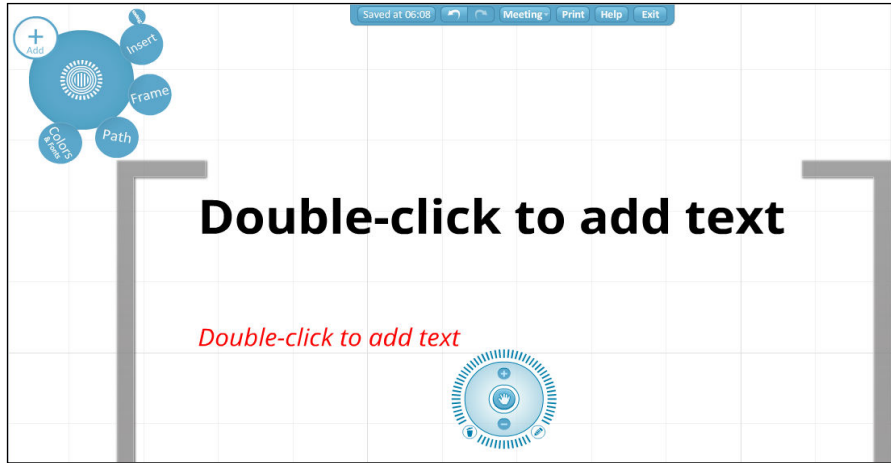 Saved at 06:08 Meeting Print Help Exit
Add
Insert
Frame
Path
Colors
& Fonts
Double-click to add text
Double-click to add text